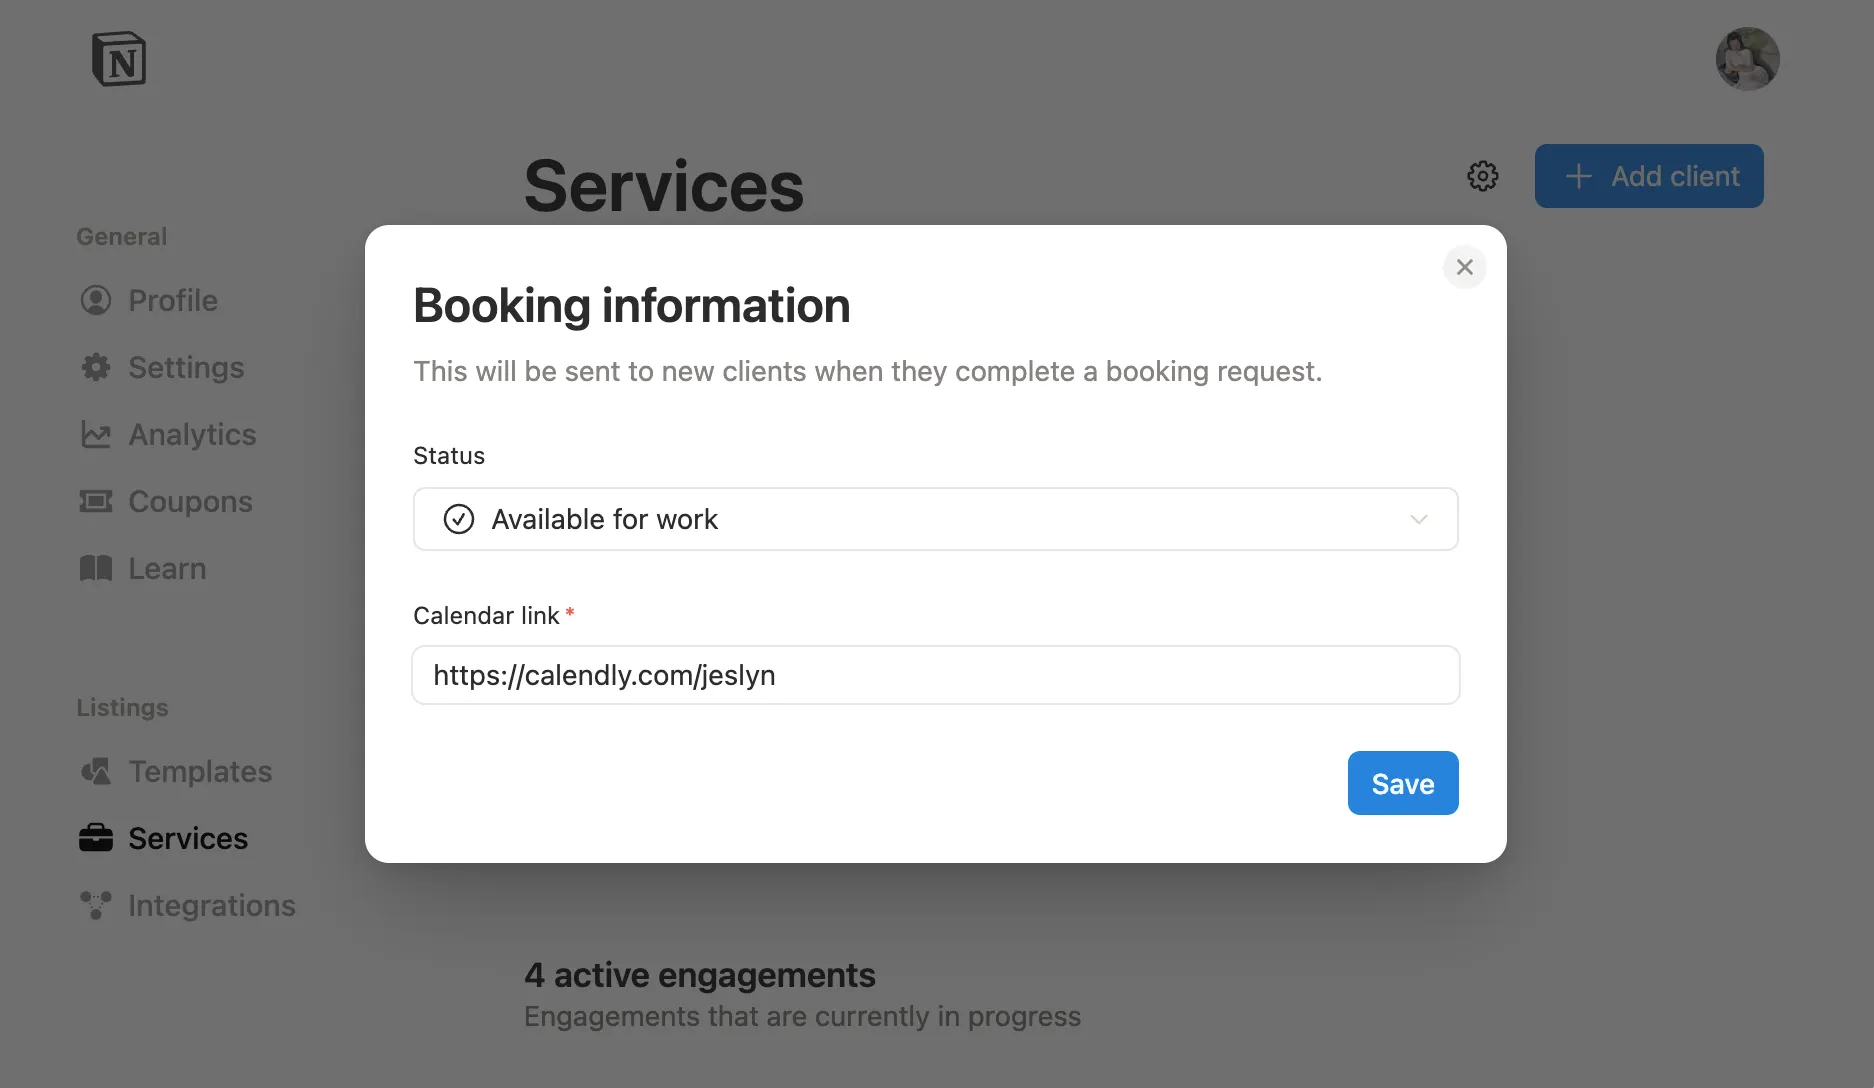 N
Services
Add client
General
Profile
Settings
Analytics
Coupons
Learn
Listings
Templates
Services
Integrations
Booking information
This will be sent to new clients when they complete a booking request.
Status
Available for work
Calendar link *
https://calendly.com/jeslyn
Save
4 active engagements
Engagements that are currently in progress